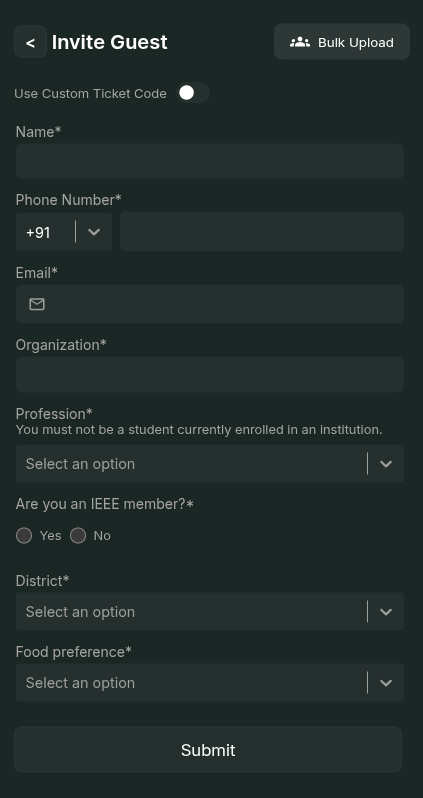 < Invite Guest
Bulk Upload
Use Custom Ticket Code
Name*
Phone Number*
+91
Email*
Organization*
Profession*
You must not be a student currently enrolled in an institution.
Select an option
Are you an IEEE member?*
Yes No
District*
Select an option
Food preference*
Select an option
Submit